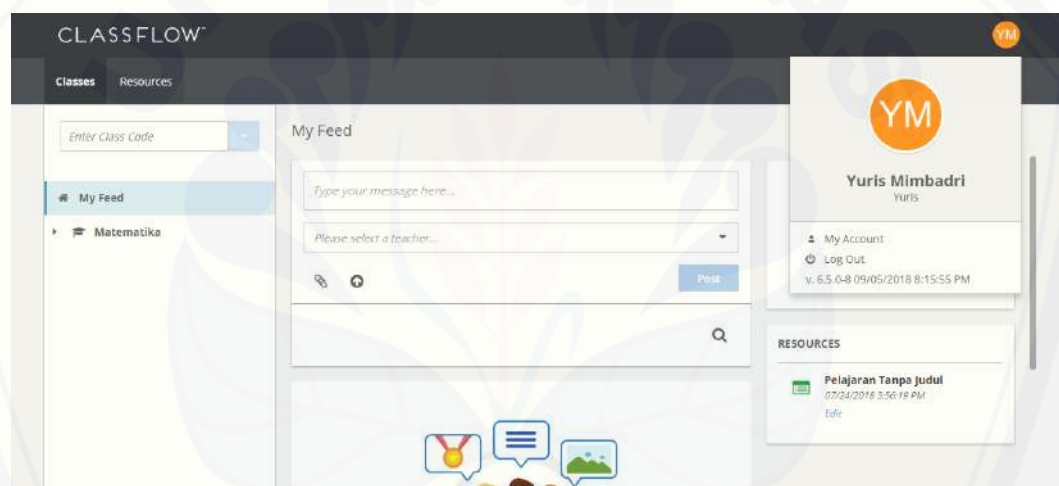 CLASSFLOW™
YM
Classes Resources
YM
Yuris Mimbadri
Yuris
My Account
Log Out
v. 6.5.0-8 09/05/2018 8:15:55 PM
Enter Class Code
My Feed
Matematika
My Feed
Type your message here...
Please select a teacher...
Post
RESOURCES
Pelajaran Tanpa Judul
07/24/2018 3:56:19 PM
Edit